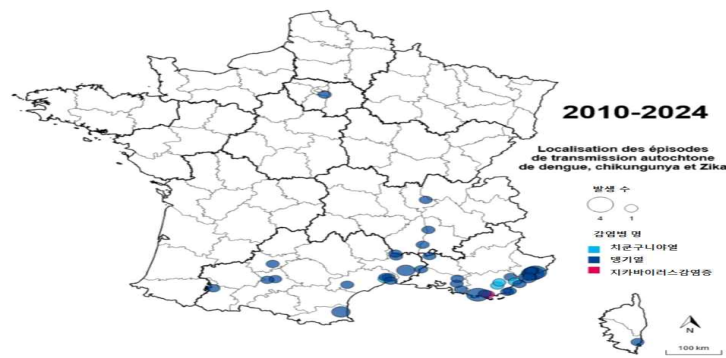 2010-2024
Localisation des épisodes
de transmission autochtone
de dengue, chikungunya et Zika
발생 수
4 1
감염병 명
치쿤구니야열
뎅기열
지카바이러스감염증
N
100 km